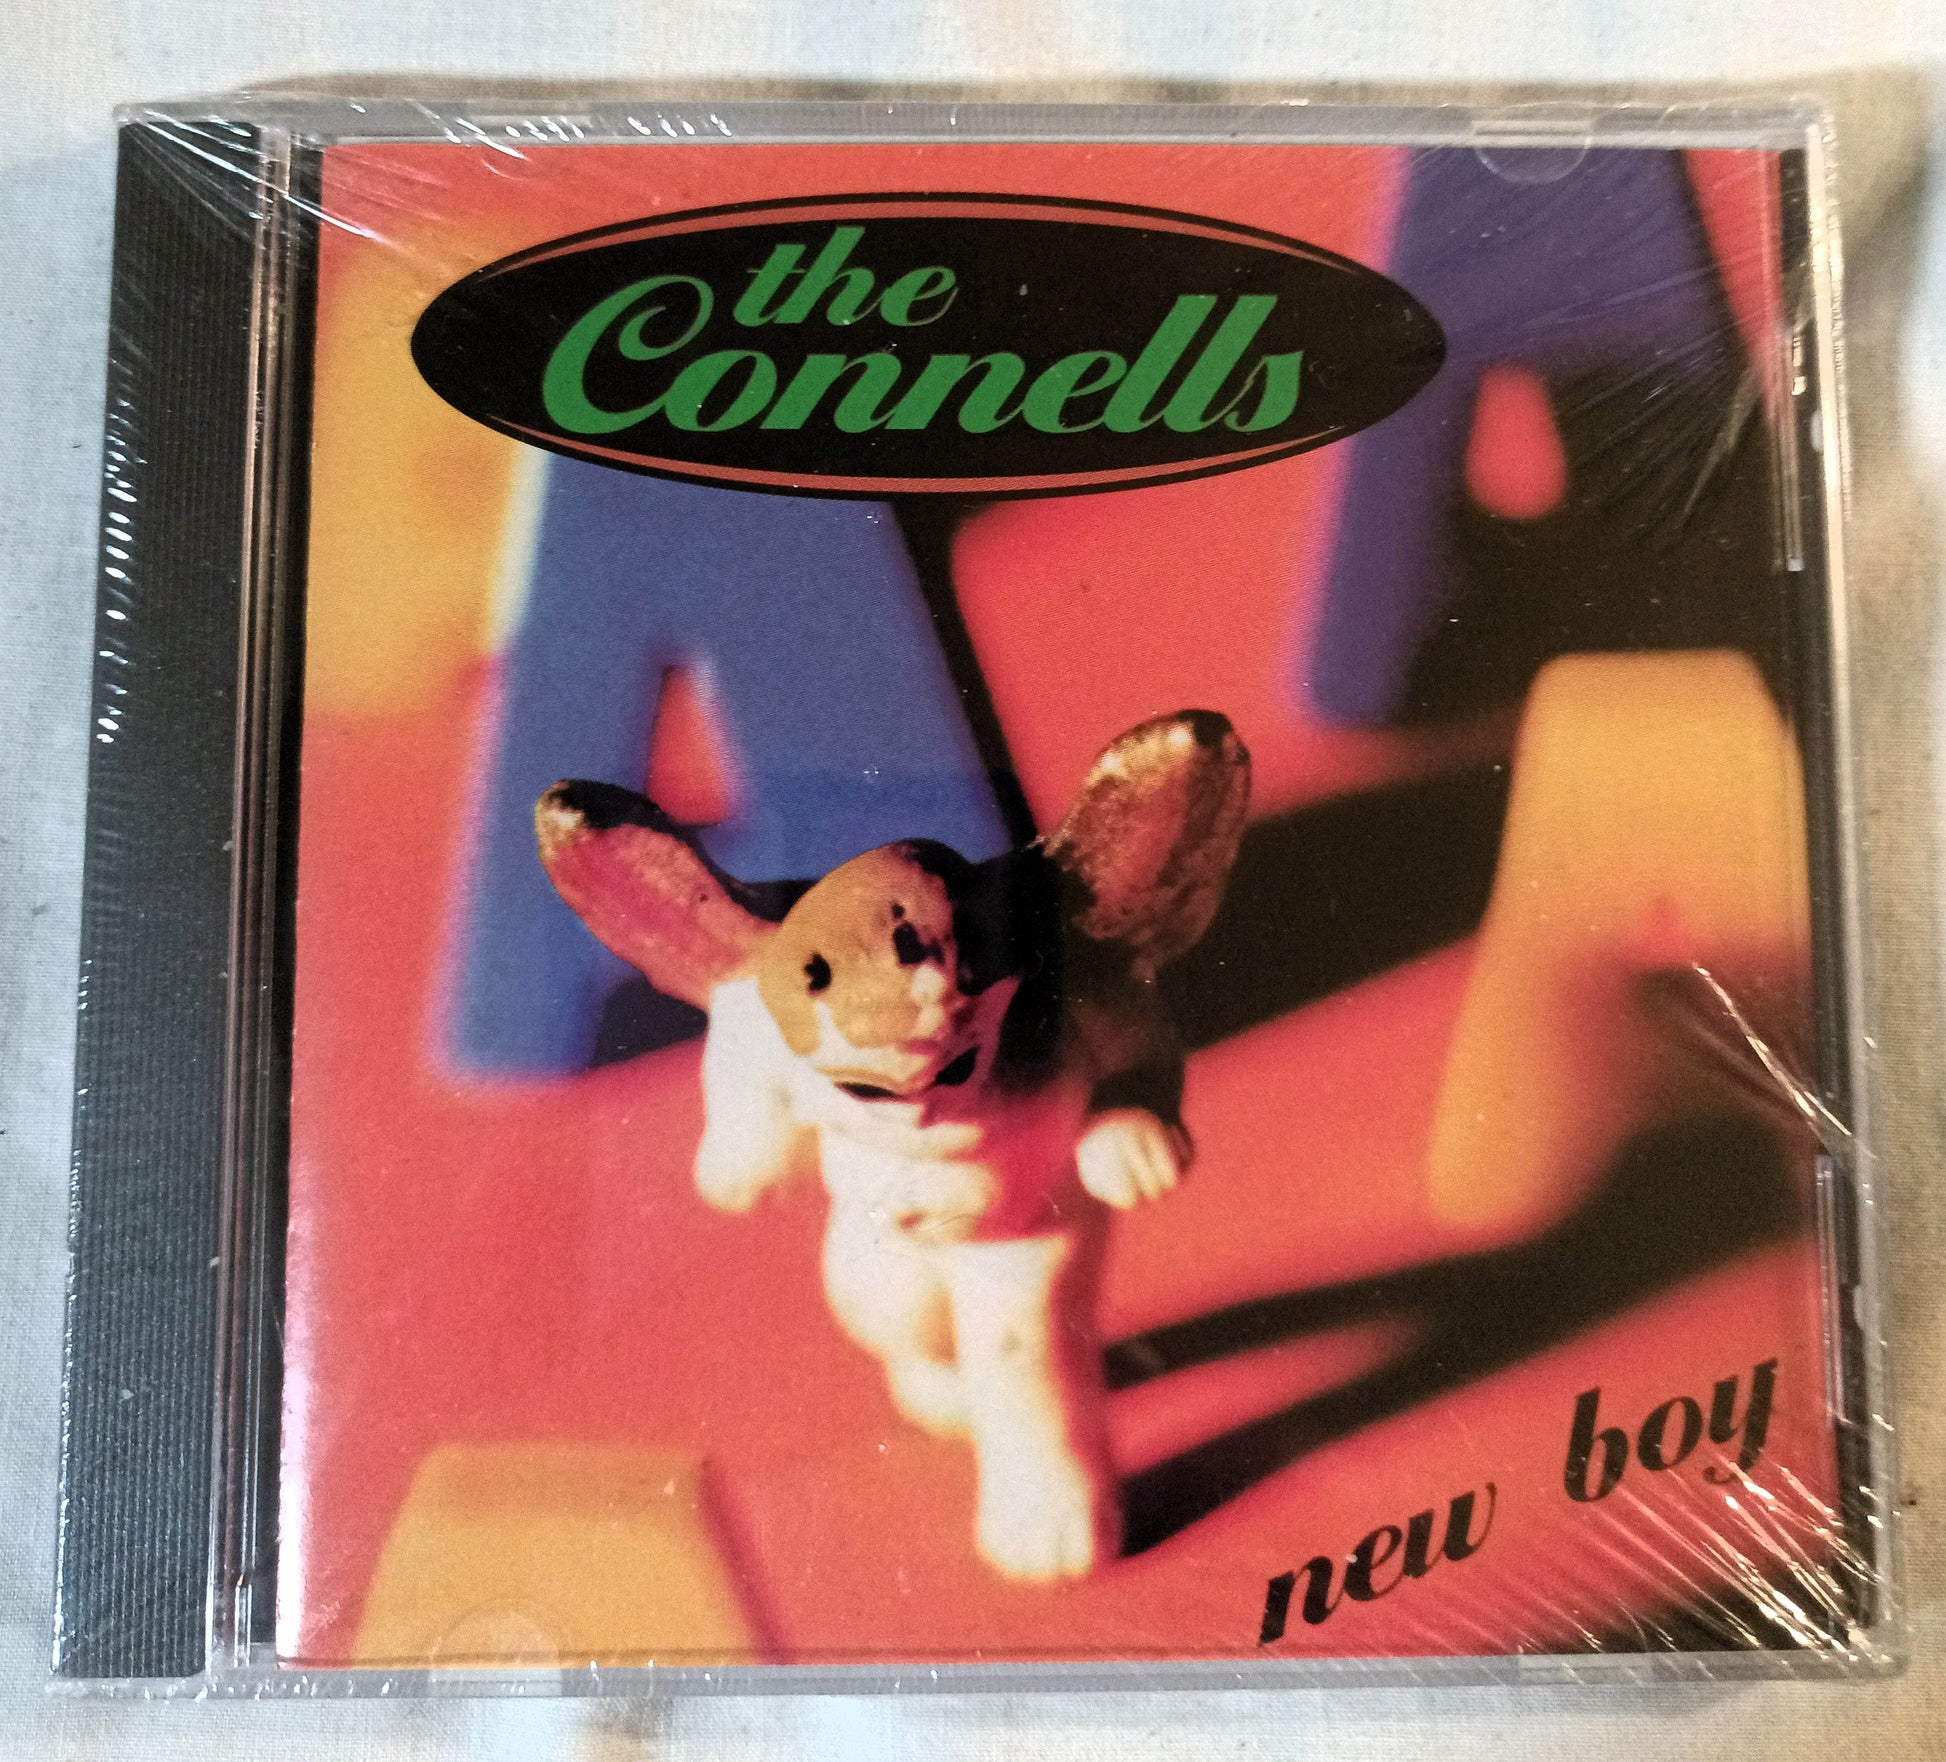 the
Connells
new boy